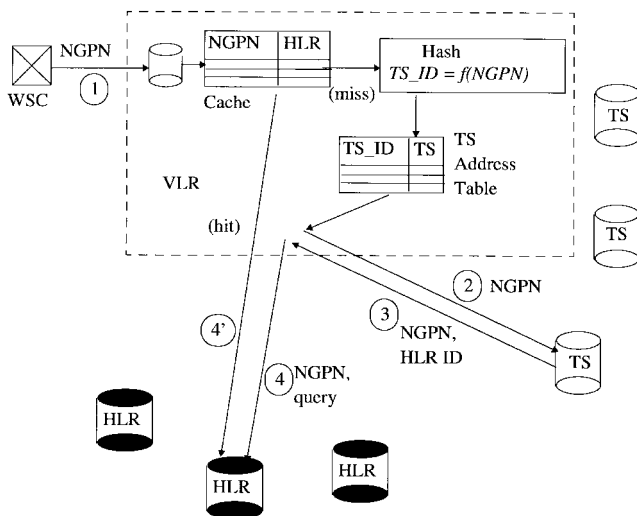 NGPN
1
WSC
NGPN HLR
Cache
(miss)
Hash
TS_ID = f(NGPN)
TS_ID TS
TS
Address
Table
VLR
(hit)
TS
TS
2 NGPN
3
NGPN,
HLR ID
TS
4'
4 NGPN,
query
HLR
HLR
HLR